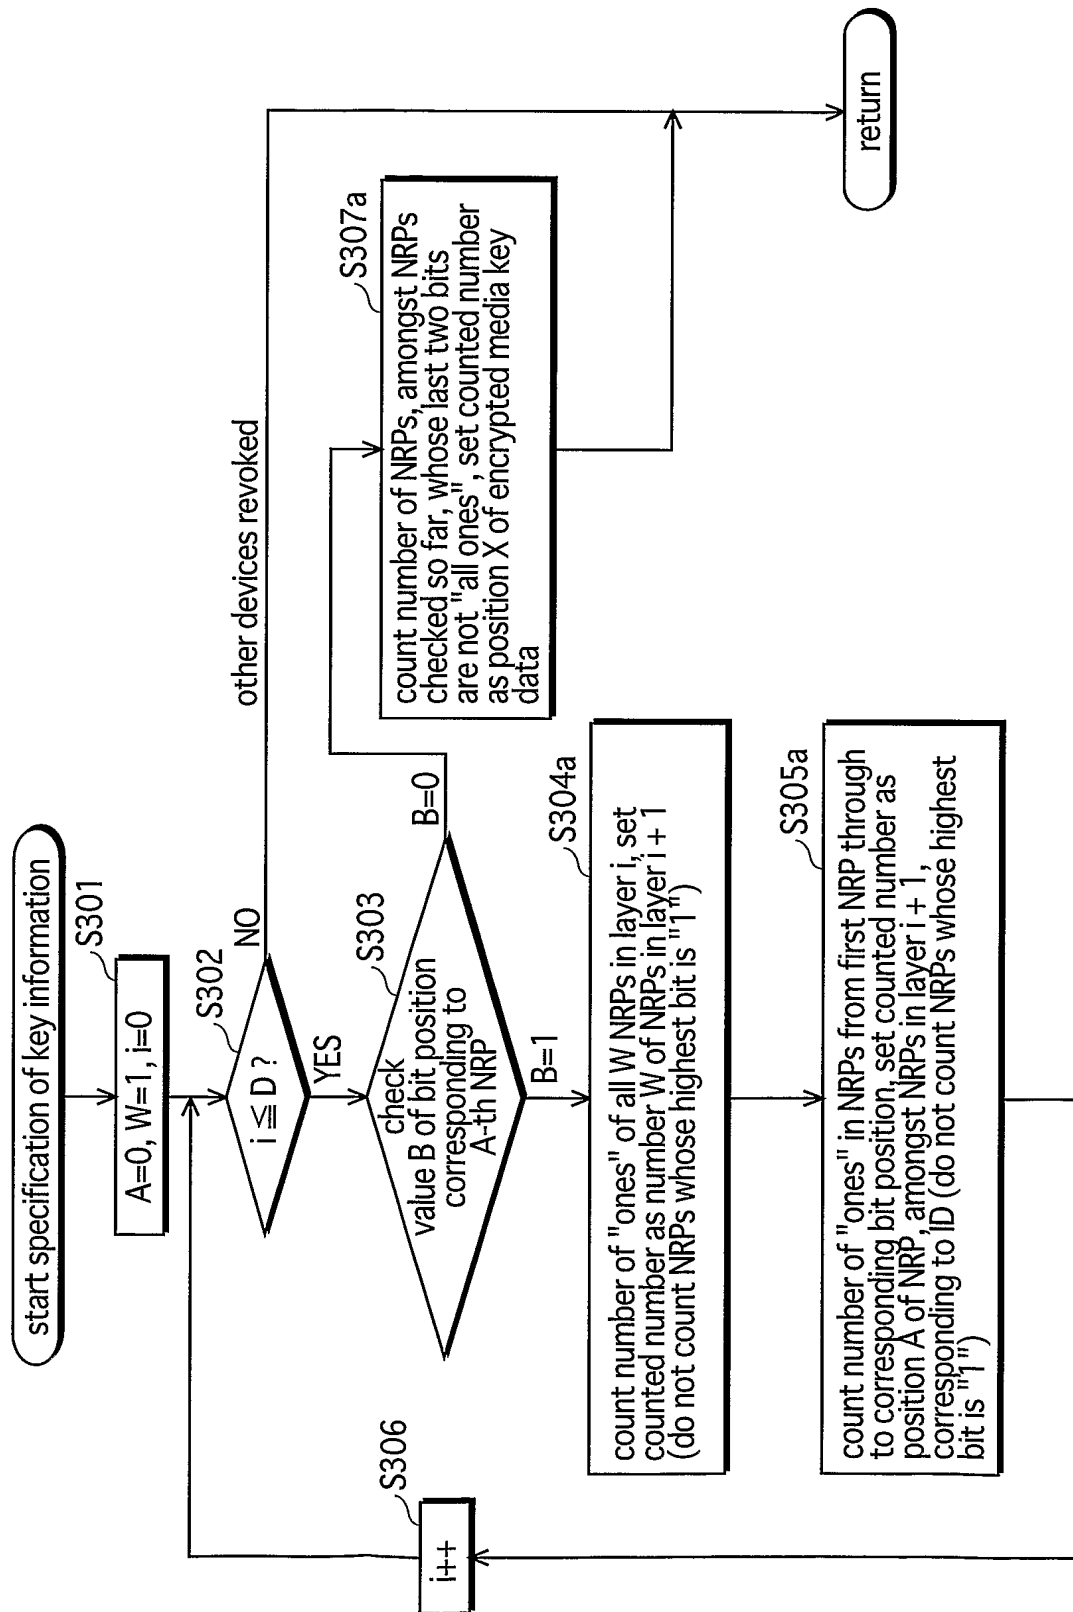 start specification of key information
S301
A=0, W=1, i=0
S302
i ≦ D ?
NO
other devices revoked
YES
S303
check
value B of bit position
corresponding to
A-th NRP
B=0
B=1
S307a
count number of NRPs, amongst NRPs
checked so far, whose last two bits
are not "all ones", set counted number
as position X of encrypted media key
data
S304a
count number of "ones" of all W NRPs in layer i, set
counted number as number W of NRPs in layer i + 1
(do not count NRPs whose highest bit is "1")
S305a
count number of "ones" in NRPs from first NRP through
to corresponding bit position, set counted number as
position A of NRP, amongst NRPs in layer i + 1,
corresponding to ID (do not count NRPs whose highest
bit is "1")
S306
i++
return